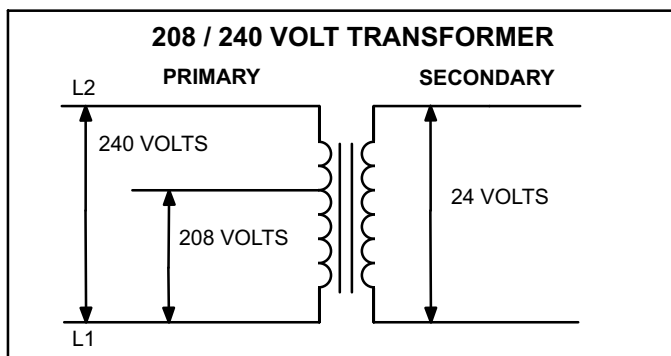 208 / 240 VOLT TRANSFORMER
PRIMARY
SECONDARY
L2
240 VOLTS
24 VOLTS
208 VOLTS
L1